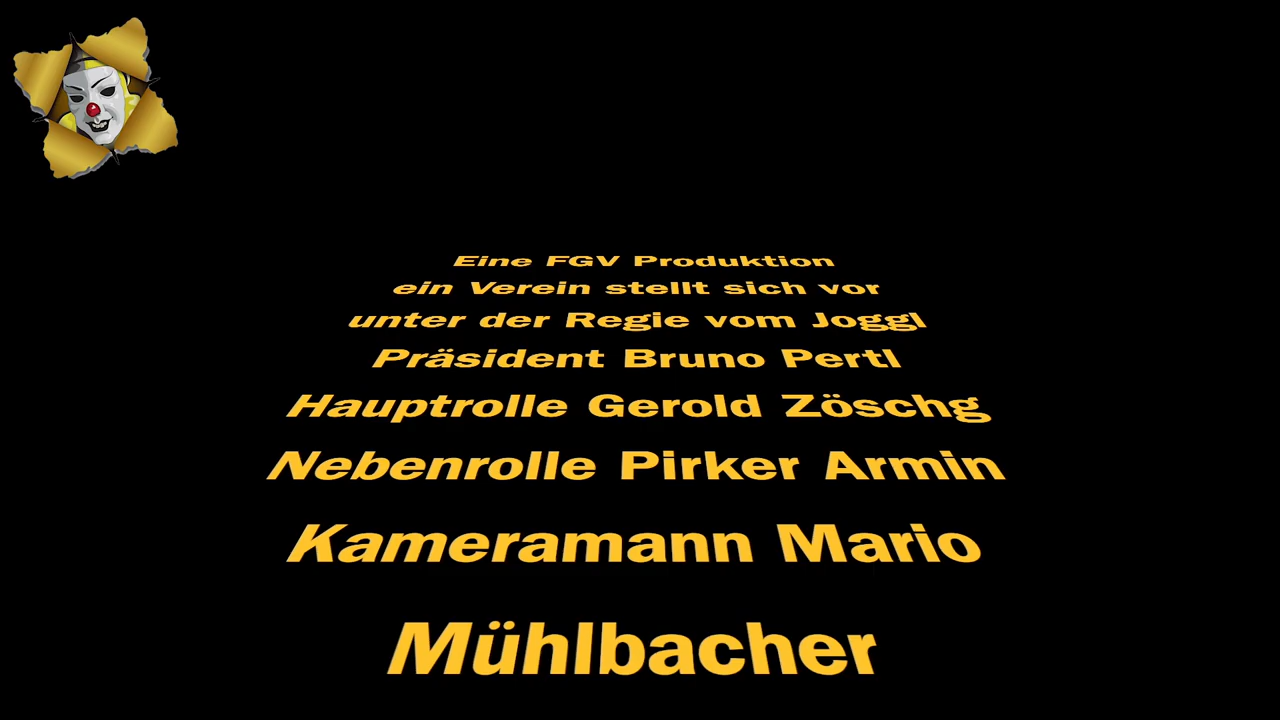 Eine FGV Produktion
ein Verein stellt sich vor
unter der Regie vom Joggl
Präsident Bruno Pertl
Hauptrolle Gerold Zöschg
Nebenrolle Pirker Armin
Kameramann Mario
Mühlbacher